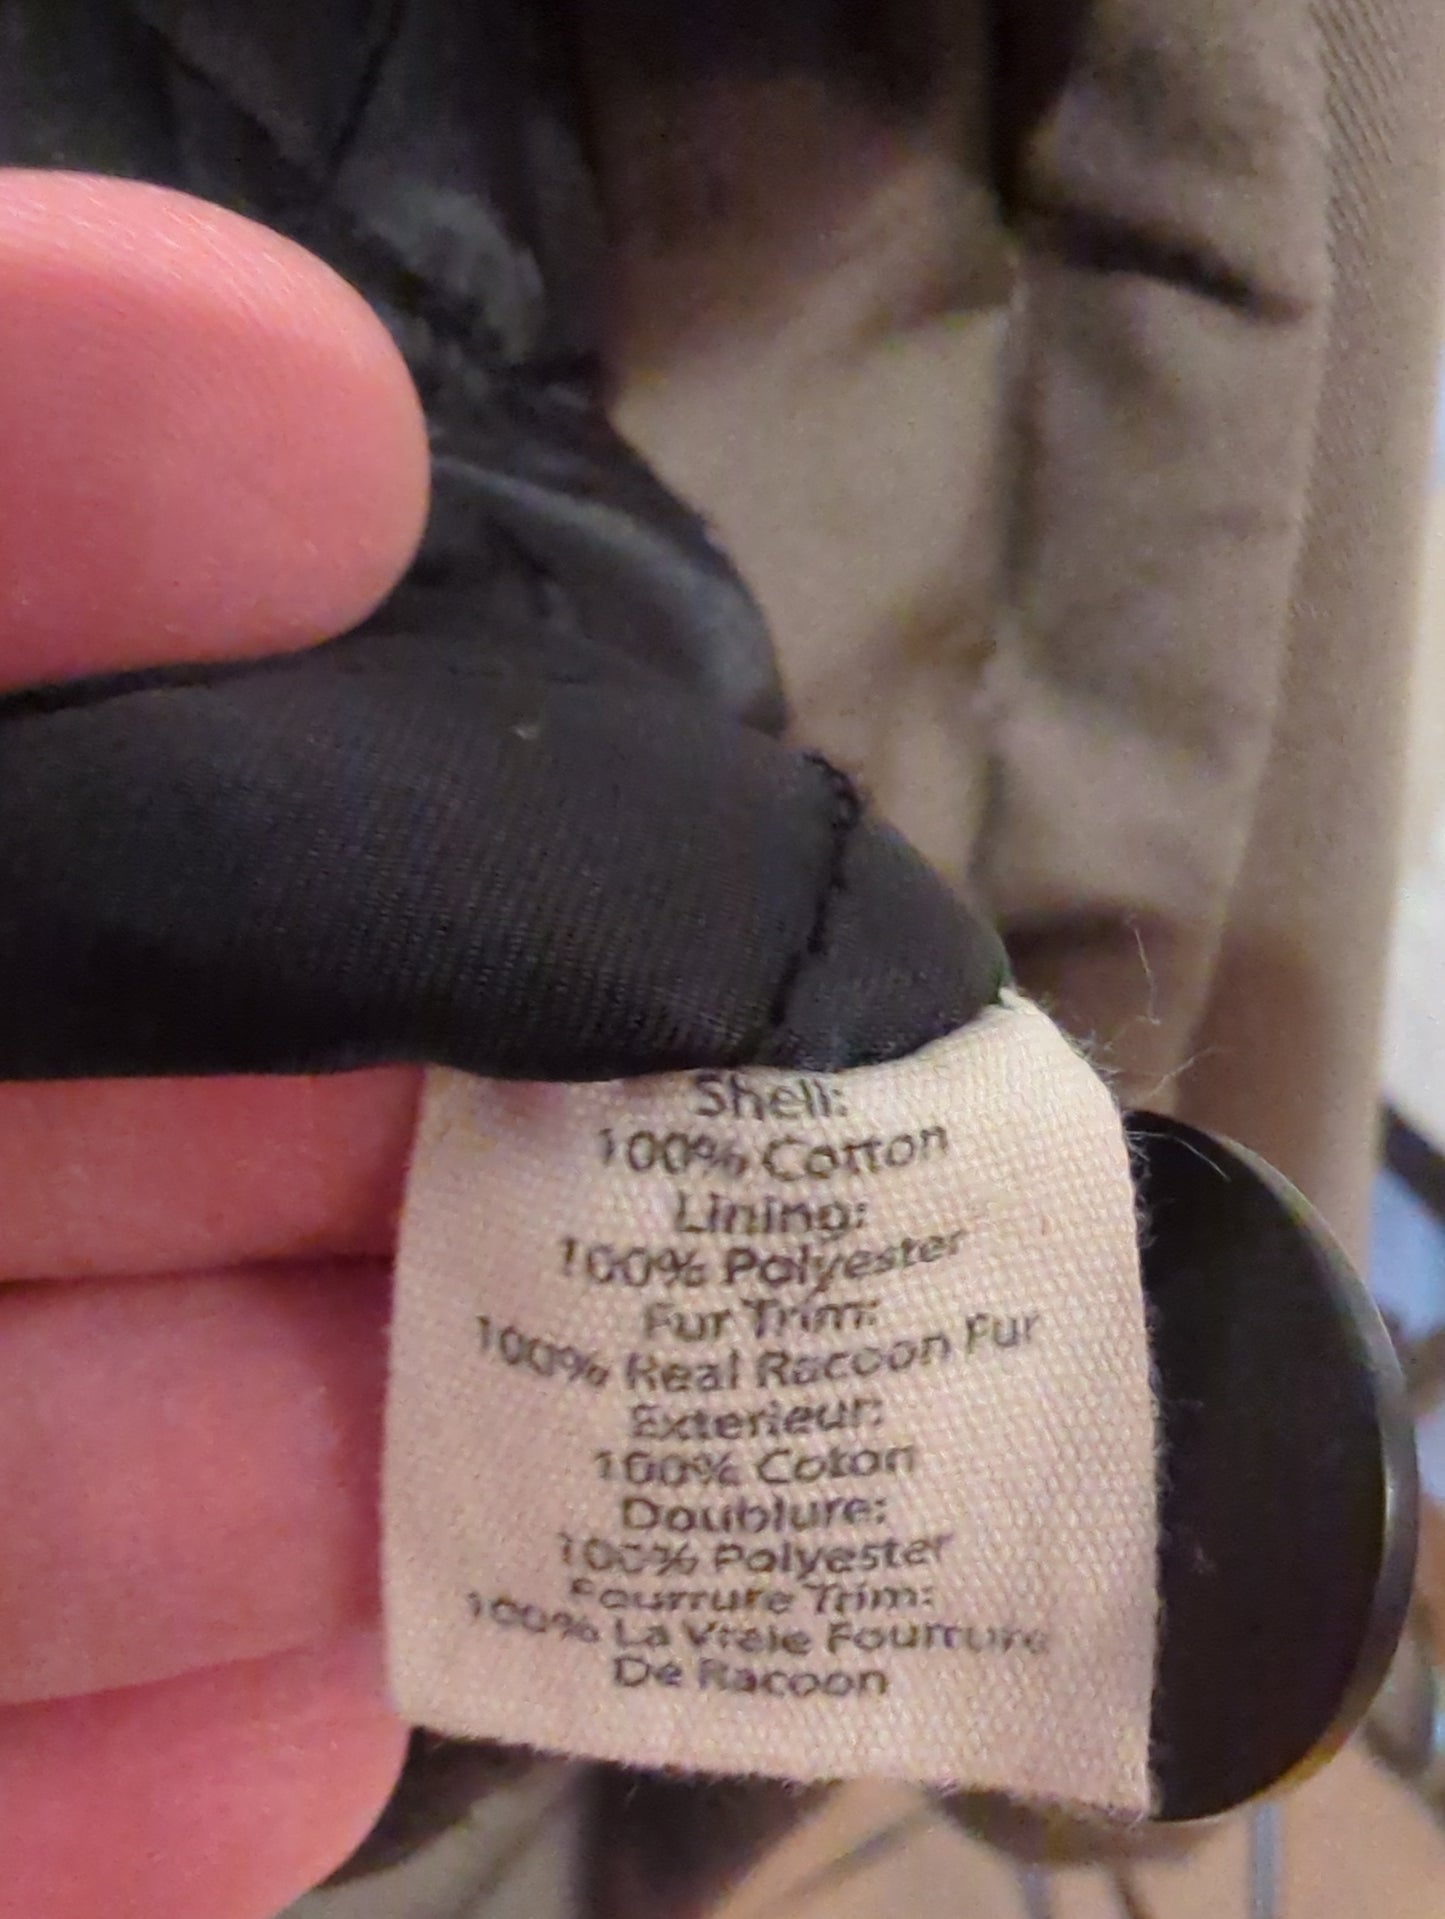 Shell:
100% Cotton
Lining:
100% Polyester
Fur Trim:
100% Real Racoon Fur
Exterieur:
100% Coton
Doublure:
100% Polyester
Fourrure Trim:
100% La Vraie Fourrure
De Racoon